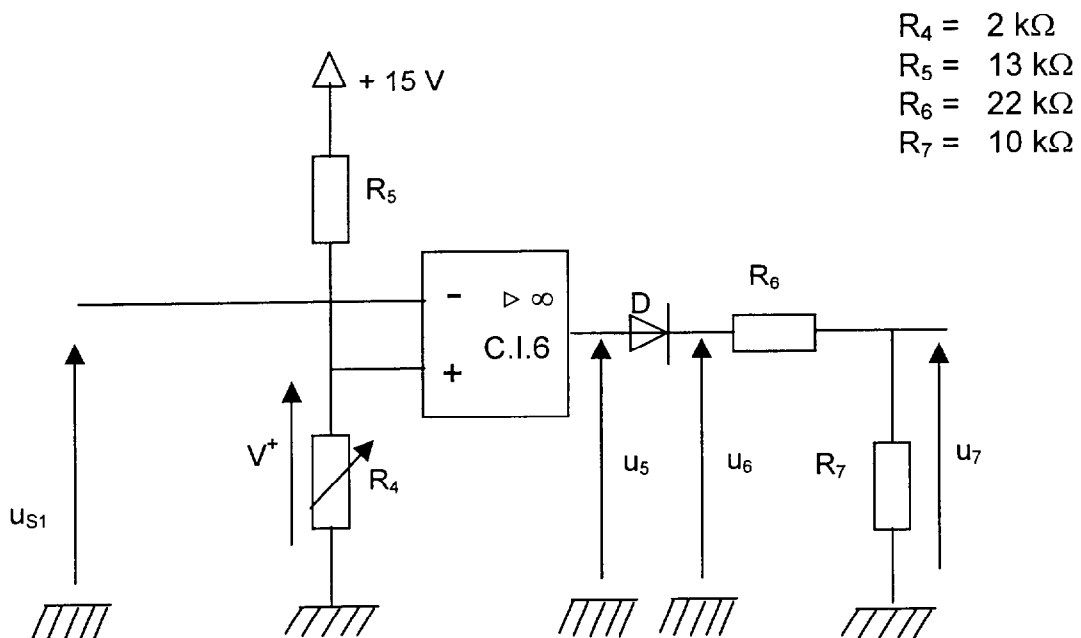 R₄ = 2 kΩ
R₅ = 13 kΩ
R₆ = 22 kΩ
R₇ = 10 kΩ
+ 15 V
R₅
-
▷ ∞
C.I.6
+
D
R₆
V⁺
R₄
u₅
u₆
R₇
u₇
uS1